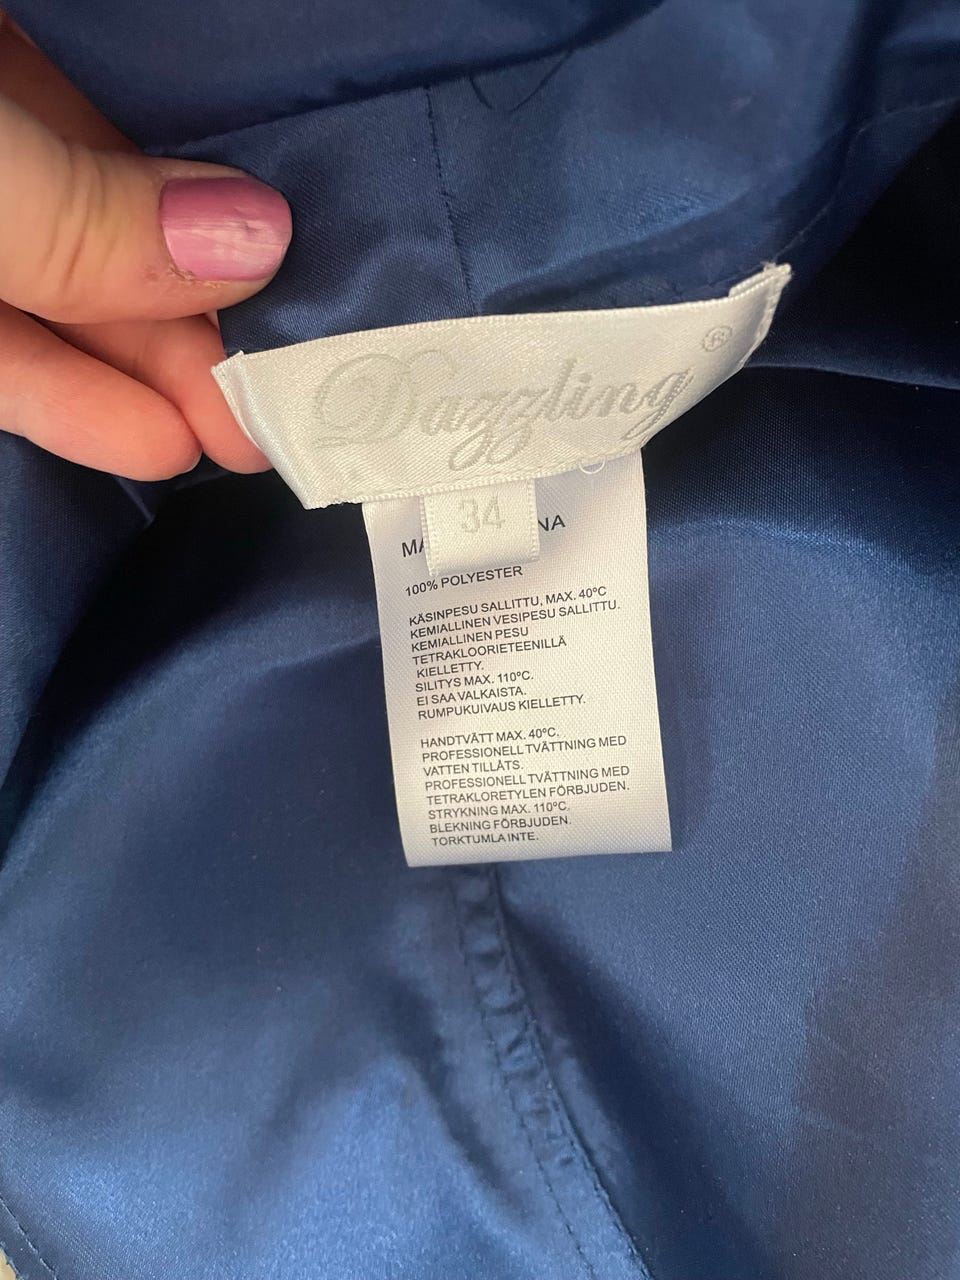 Dazzling®
34
100% POLYESTER
KÄSINPESU SALLITTU, MAX. 40ºC
KEMIALLINEN VESIPESU SALLITTU.
KEMIALLINEN PESU
TETRAKLOORIETEENILLÄ
KIELLETTY.
SILITYS MAX. 110ºC.
EI SAA VALKAISTA.
RUMPUKUIVAUS KIELLETTY.
HANDTVÄTT MAX. 40ºC.
PROFESSIONELL TVÄTTNING MED
VATTEN TILLÅTS.
PROFESSIONELL TVÄTTNING MED
TETRAKLORETYLEN FÖRBJUDEN.
STRYKNING MAX. 110ºC.
BLEKNING FÖRBJUDEN.
TORKTUMLA INTE.